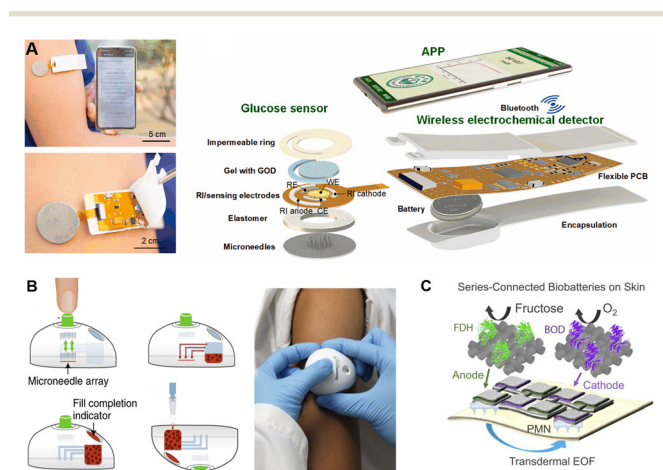 A
5 cm
2 cm
APP
Bluetooth
Glucose sensor
Wireless electrochemical detector
Impermeable ring
Gel with GOD
RE
WE
RI cathode
RI/sensing electrodes
RI anode
CE
Elastomer
Microneedles
Flexible PCB
Battery
Encapsulation
B
Microneedle array
Fill completion
indicator
C
Series-Connected Biobatteries on Skin
Fructose
O2
FDH
BOD
Anode
Cathode
PMN
Transdermal EOF